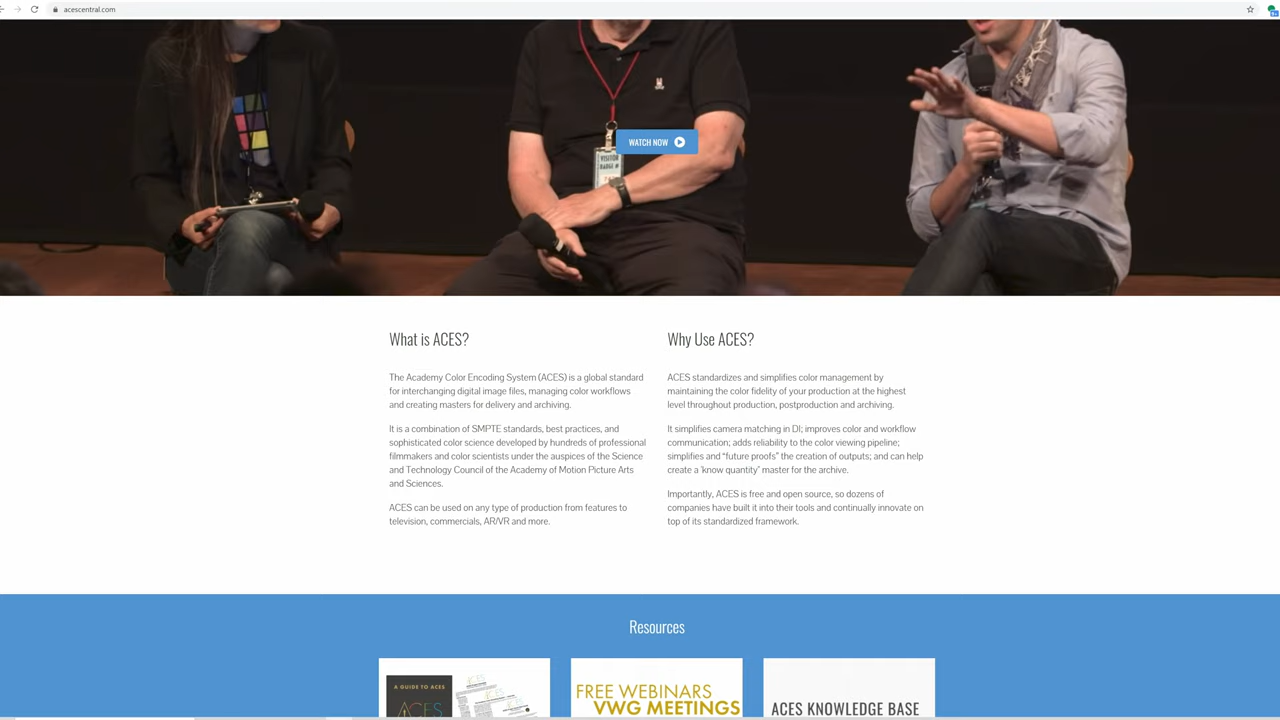 acescentral.com
VISITOR
BADGE #
WATCH NOW
What is ACES?
The Academy Color Encoding System (ACES) is a global standard
for interchanging digital image files, managing color workflows
and creating masters for delivery and archiving.
It is a combination of SMPTE standards, best practices, and
sophisticated color science developed by hundreds of professional
filmmakers and color scientists under the auspices of the Science
and Technology Council of the Academy of Motion Picture Arts
and Sciences.
ACES can be used on any type of production from features to
television, commercials, AR/VR and more.
Why Use ACES?
ACES standardizes and simplifies color management by
maintaining the color fidelity of your production at the highest
level throughout production, postproduction and archiving.
It simplifies camera matching in DI; improves color and workflow
communication; adds reliability to the color viewing pipeline;
simplifies and “future proofs” the creation of outputs; and can help
create a ‘know quantity” master for the archive.
Importantly, ACES is free and open source, so dozens of
companies have built it into their tools and continually innovate on
top of its standardized framework.
Resources
A GUIDE TO ACES
ACES
FREE WEBINARS
VWG MEETINGS
ACES KNOWLEDGE BASE